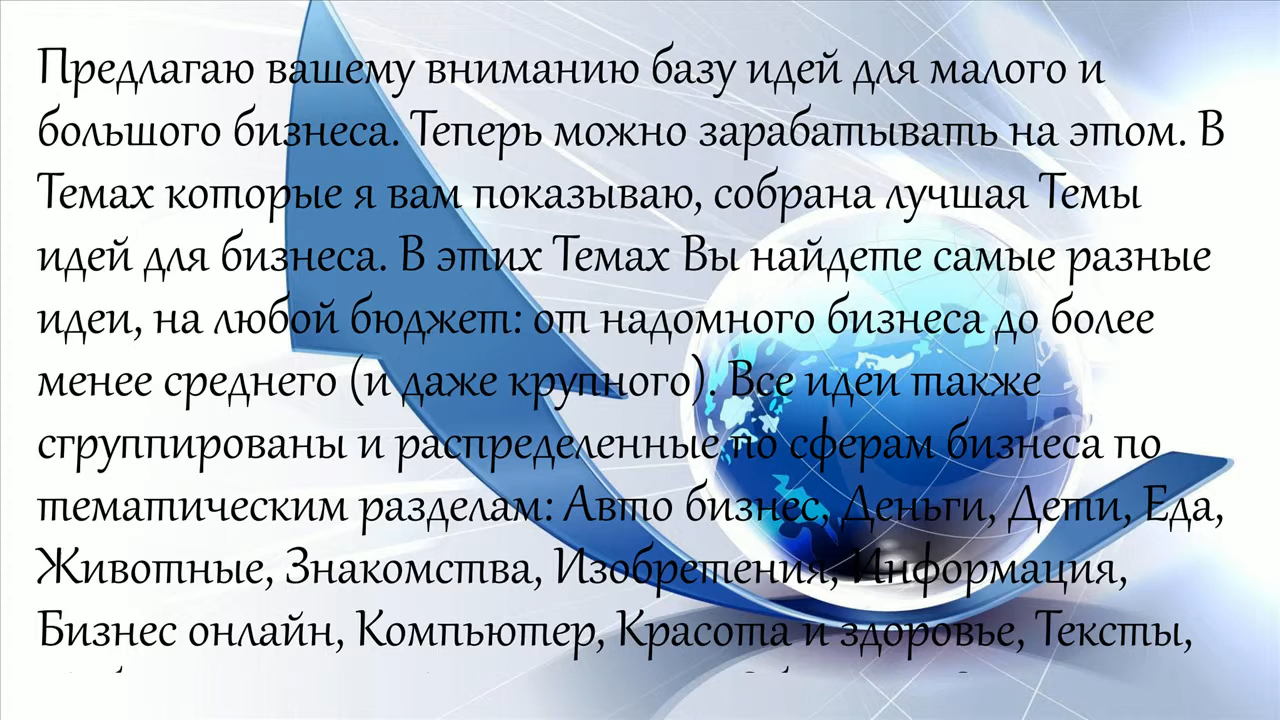 Предлагаю вашему вниманию базу идей для малого и
большого бизнеса. Теперь можно зарабатывать на этом. В
Темах которые я вам показываю, собрана лучшая Темы
идей для бизнеса. В этих Темах Вы найдете самые разные
идеи, на любой бюджет: от надомного бизнеса до более
менее среднего (и даже крупного). Все идеи также
сгруппированы и распределенные по сферам бизнеса по
тематическим разделам: Авто бизнес, Деньги, Дети, Еда,
Животные, Знакомства, Изобретения, Информация,
Бизнес онлайн, Компьютер, Красота и здоровье, Тексты,